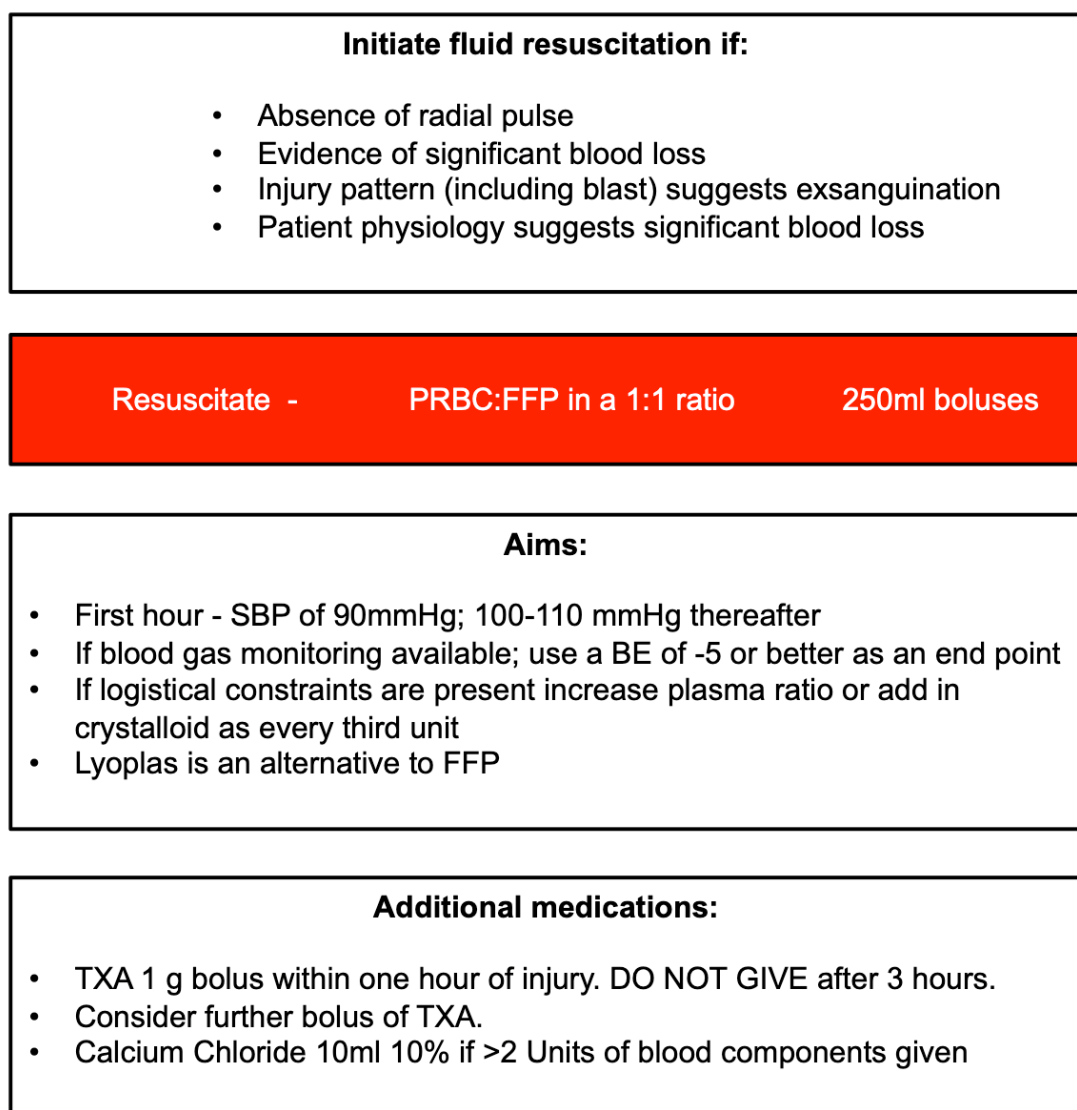 Initiate fluid resuscitation if:
• Absence of radial pulse
• Evidence of significant blood loss
• Injury pattern (including blast) suggests exsanguination
• Patient physiology suggests significant blood loss
Resuscitate - PRBC:FFP in a 1:1 ratio 250ml boluses
Aims:
• First hour - SBP of 90mmHg; 100-110 mmHg thereafter
• If blood gas monitoring available; use a BE of -5 or better as an end point
• If logistical constraints are present increase plasma ratio or add in
crystalloid as every third unit
• Lyoplas is an alternative to FFP
Additional medications:
• TXA 1 g bolus within one hour of injury. DO NOT GIVE after 3 hours.
• Consider further bolus of TXA.
• Calcium Chloride 10ml 10% if >2 Units of blood components given